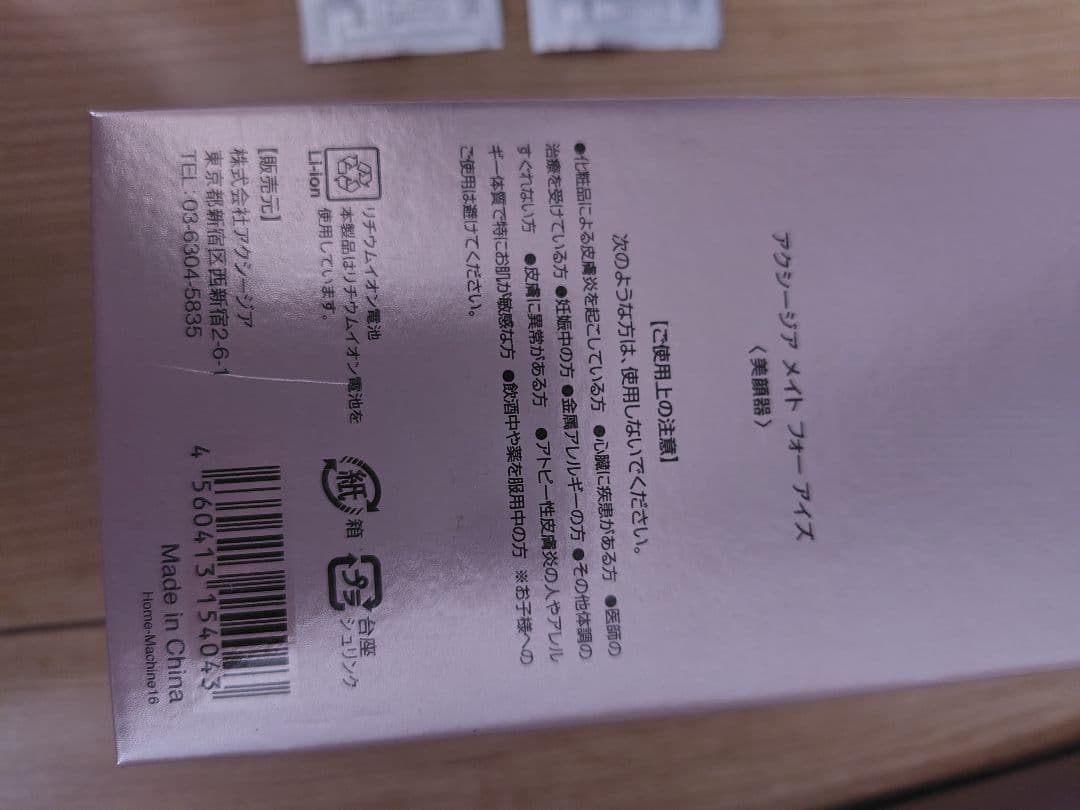 アクシージア メイト フォー アイズ
〈美顔器〉
【ご使用上の注意】
次のような方は、使用しないでください。
●化粧品による皮膚炎を起こしている方 ●心臓に疾患がある方 ●医師の
治療を受けている方 ●妊娠中の方 ●金属アレルギーの方 ●その他体調の
すぐれない方 ●皮膚に異常がある方 ●アトピー性皮膚炎の人やアレル
ギー体質で特にお肌が敏感な方 ●飲酒中や薬を服用中の方 ※お子様への
ご使用は避けてください。
Li-ion
リチウムイオン電池
本製品はリチウムイオン電池を
使用しています。
紙
箱
プラ
台座
シュリンク
【販売元】
株式会社アクシージア
東京都新宿区西新宿2-6-1
TEL:03-6304-5835
4 560413 154043
Made in China
Home-Machine16